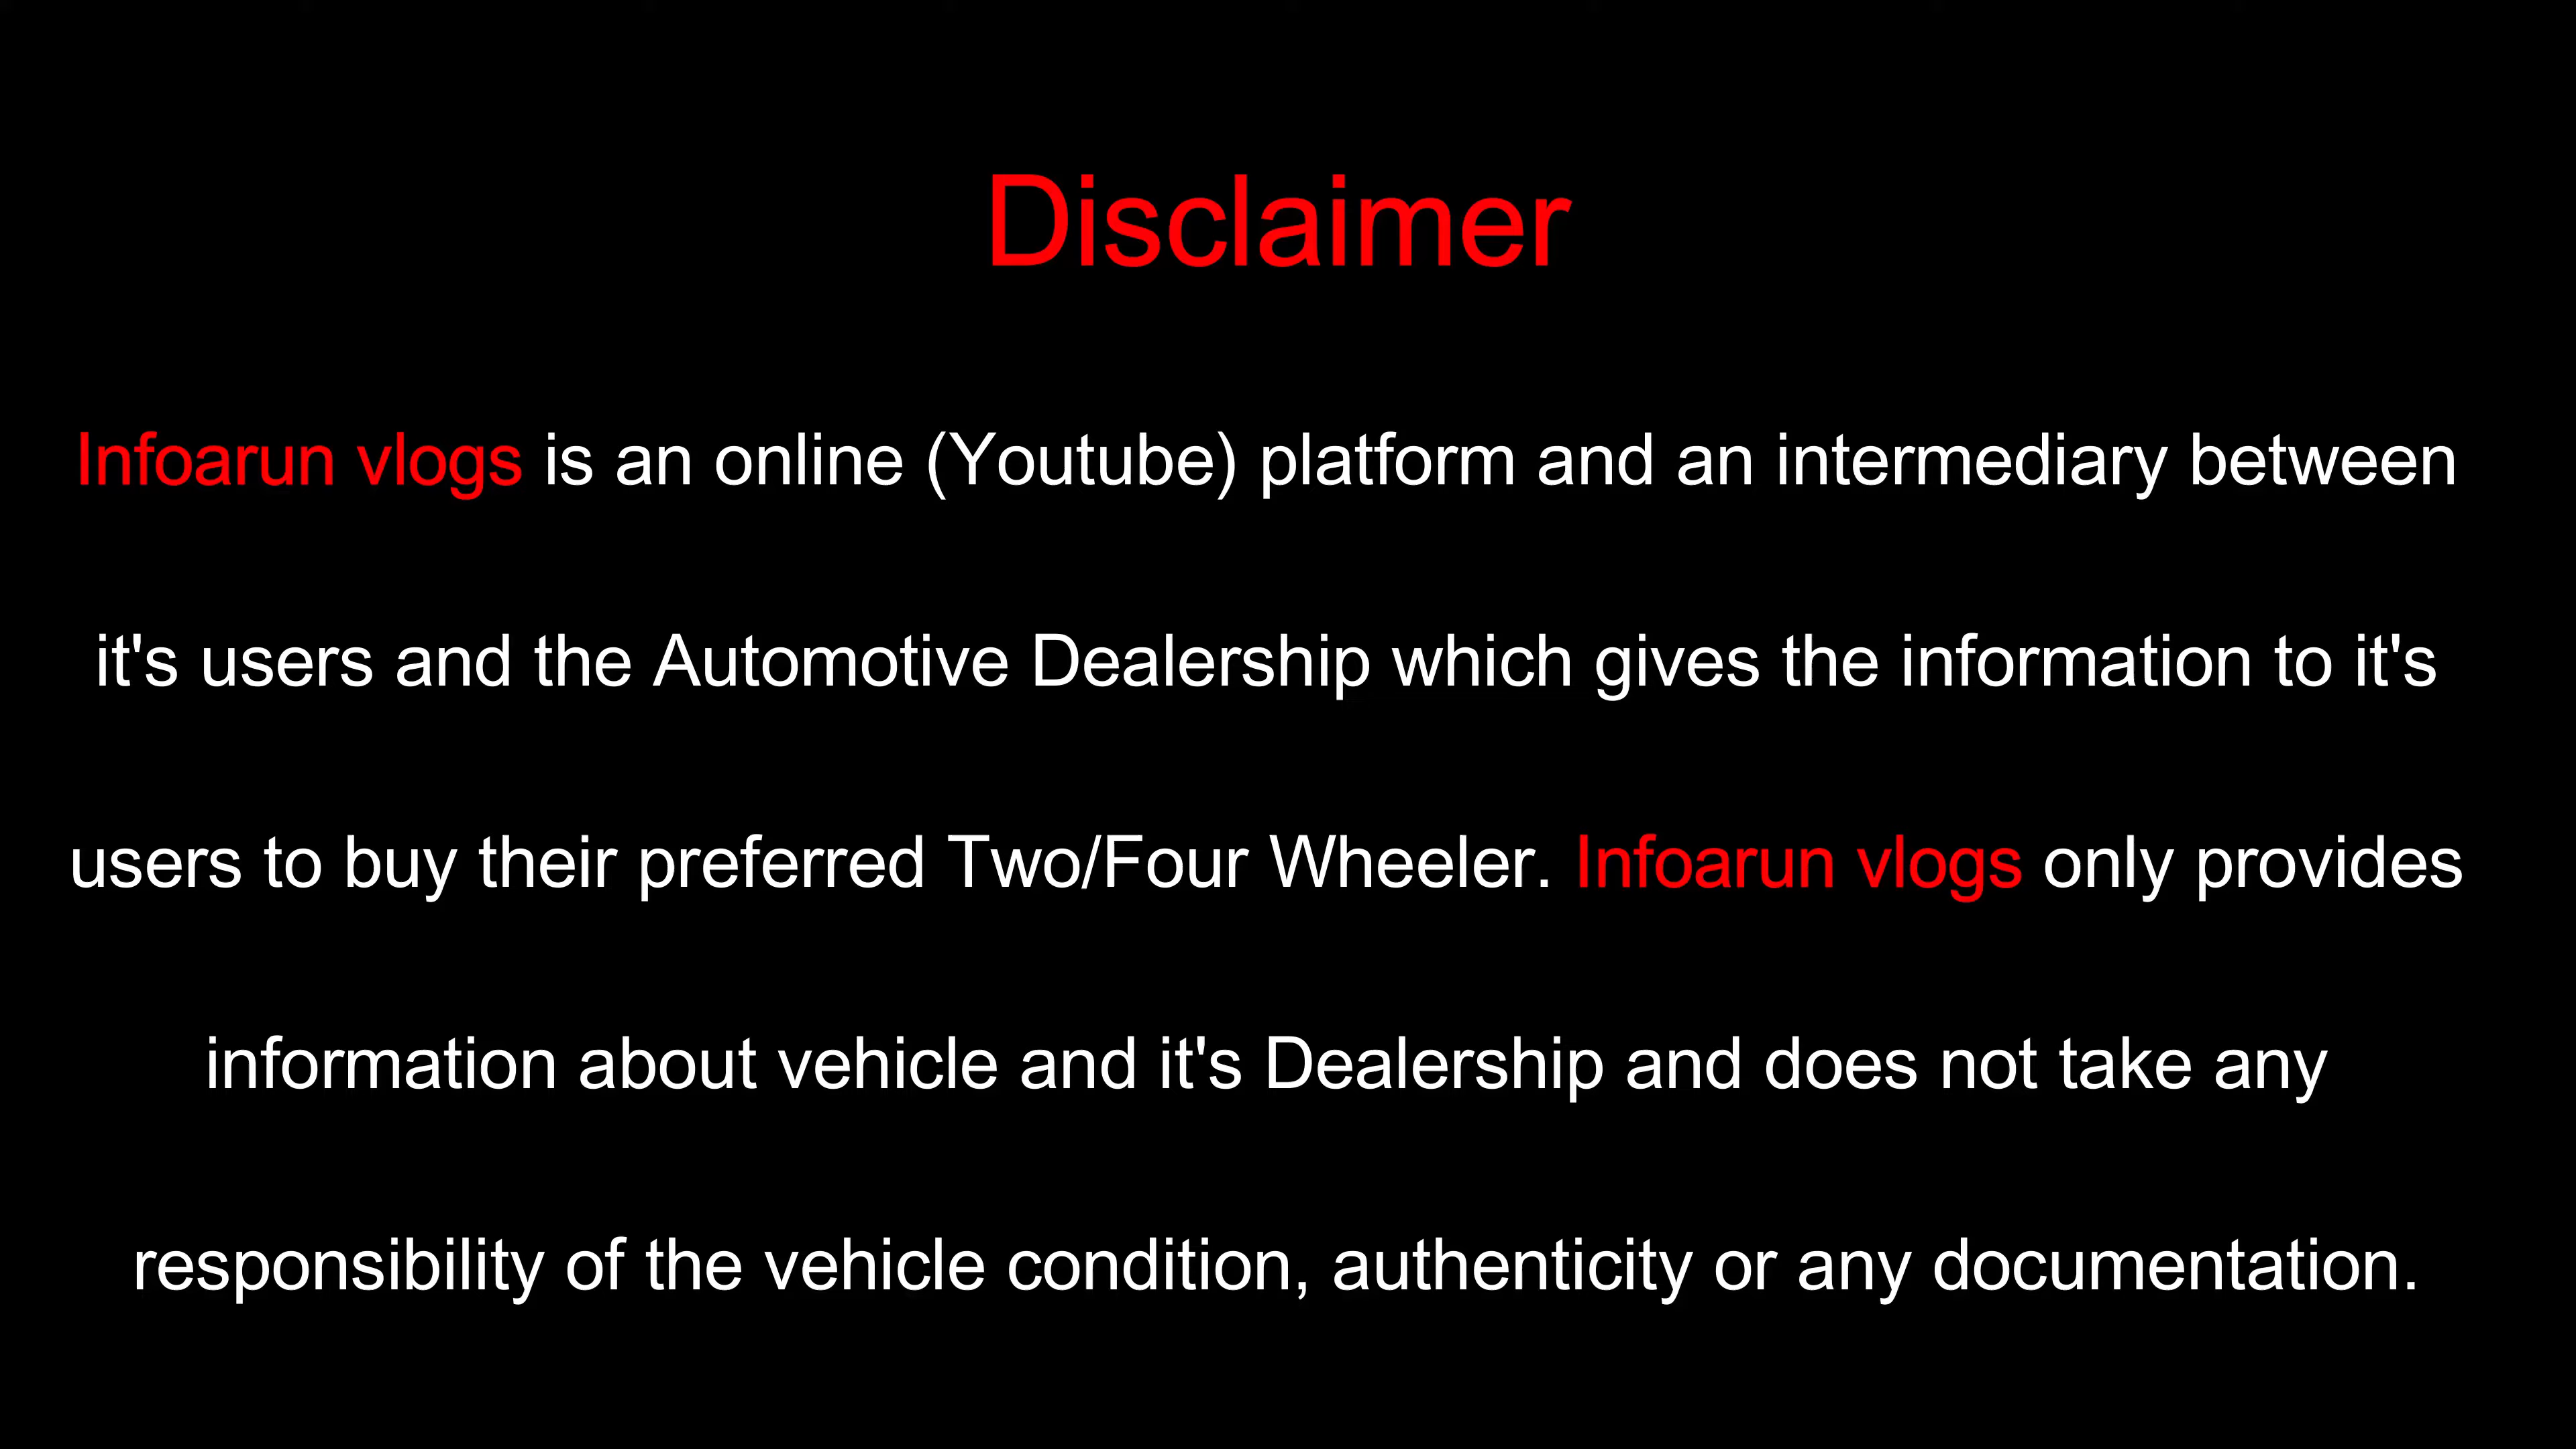 Disclaimer
Infoarun vlogs is an online (Youtube) platform and an intermediary between
it's users and the Automotive Dealership which gives the information to it's
users to buy their preferred Two/Four Wheeler. Infoarun vlogs only provides
information about vehicle and it's Dealership and does not take any
responsibility of the vehicle condition, authenticity or any documentation.